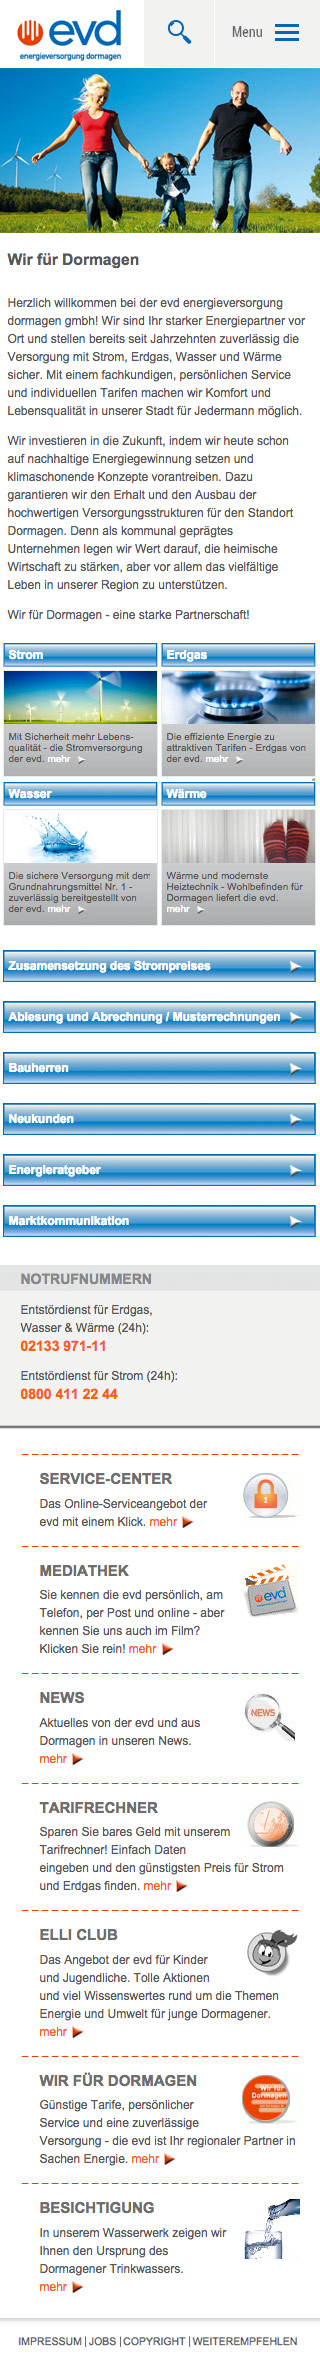 evd
energieversorgung dormagen
Menu
Wir für Dormagen
Herzlich willkommen bei der evd energieversorgung
dormagen gmbh! Wir sind Ihr starker Energiepartner vor
Ort und stellen bereits seit Jahrzehnten zuverlässig die
Versorgung mit Strom, Erdgas, Wasser und Wärme
sicher. Mit einem fachkundigen, persönlichen Service
und individuellen Tarifen machen wir Komfort und
Lebensqualität in unserer Stadt für Jedermann möglich.
Wir investieren in die Zukunft, indem wir heute schon
auf nachhaltige Energiegewinnung setzen und
klimaschonende Konzepte vorantreiben. Dazu
garantieren wir den Erhalt und den Ausbau der
hochwertigen Versorgungsstrukturen für den Standort
Dormagen. Denn als kommunal geprägtes
Unternehmen legen wir Wert darauf, die heimische
Wirtschaft zu stärken, aber vor allem das vielfältige
Leben in unserer Region zu unterstützen.
Wir für Dormagen - eine starke Partnerschaft!
Strom
Mit Sicherheit mehr Lebens-
qualität - die Stromversorgung
der evd. mehr
Erdgas
Die effiziente Energie zu
attraktiven Tarifen - Erdgas von
der evd. mehr
Wasser
Die sichere Versorgung mit dem
Grundnahrungsmittel Nr. 1 -
zuverlässig bereitgestellt von
der evd. mehr
Wärme
Wärme und modernste
Heiztechnik - Wohlbefinden für
Dormagen liefert die evd.
mehr
Zusamensetzung des Strompreises
Ablesung und Abrechnung / Musterrechnungen
Bauherren
Neukunden
Energieratgeber
Marktkommunikation
NOTRUFNUMMERN
Entstördienst für Erdgas,
Wasser & Wärme (24h):
02133 971-11
Entstördienst für Strom (24h):
0800 411 22 44
SERVICE-CENTER
Das Online-Serviceangebot der
evd mit einem Klick. mehr
MEDIATHEK
Sie kennen die evd persönlich, am
Telefon, per Post und online - aber
kennen Sie uns auch im Film?
Klicken Sie rein! mehr
evd
NEWS
Aktuelles von der evd und aus
Dormagen in unseren News.
mehr
NEWS
TARIFRECHNER
Sparen Sie bares Geld mit unserem
Tarifrechner! Einfach Daten
eingeben und den günstigsten Preis für Strom
und Erdgas finden. mehr
ELLI CLUB
Das Angebot der evd für Kinder
und Jugendliche. Tolle Aktionen
und viel Wissenswertes rund um die Themen
Energie und Umwelt für junge Dormagener.
mehr
WIR FÜR DORMAGEN
Günstige Tarife, persönlicher
Service und eine zuverlässige
Versorgung - die evd ist Ihr regionaler Partner in
Sachen Energie. mehr
Wir für
Dormagen
BESICHTIGUNG
In unserem Wasserwerk zeigen wir
Ihnen den Ursprung des
Dormagener Trinkwassers.
mehr
IMPRESSUM | JOBS | COPYRIGHT | WEITEREMPFEHLEN